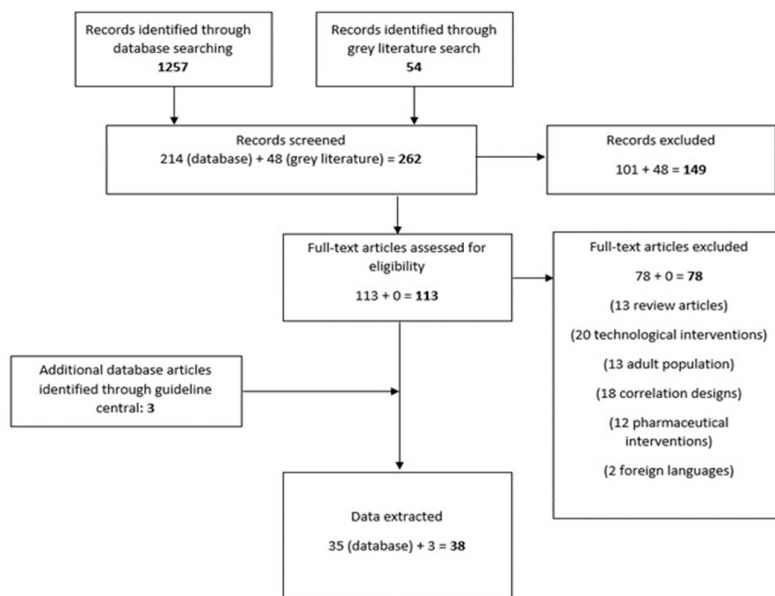 Records identified through
database searching
1257
Records identified through
grey literature search
54
Records screened
214 (database) + 48 (grey literature) = 262
Records excluded
101 + 48 = 149
Full-text articles assessed for
eligibility
113 + 0 = 113
Full-text articles excluded
78 + 0 = 78
(13 review articles)
(20 technological interventions)
(13 adult population)
(18 correlation designs)
(12 pharmaceutical
interventions)
(2 foreign languages)
Additional database articles
identified through guideline
central: 3
Data extracted
35 (database) + 3 = 38